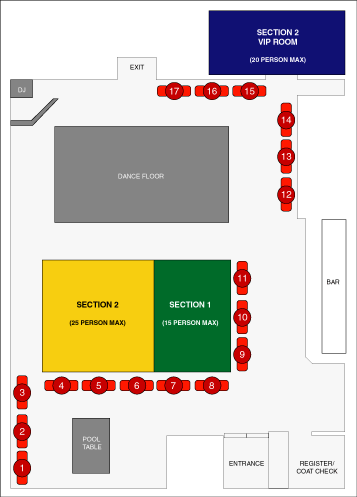 SECTION 2
VIP ROOM
(20 PERSON MAX)
EXIT
DJ
17
16
15
14
13
12
DANCE FLOOR
BAR
SECTION 2
(25 PERSON MAX)
SECTION 1
(15 PERSON MAX)
11
10
9
3
4
5
6
7
8
2
1
POOL
TABLE
ENTRANCE
REGISTER/
COAT CHECK